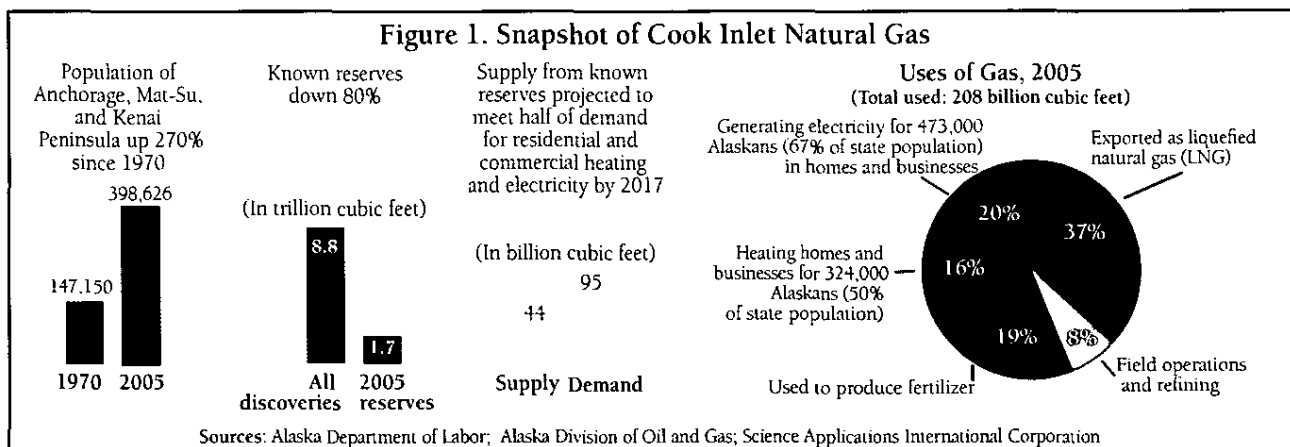 Figure 1. Snapshot of Cook Inlet Natural Gas
Population of
Anchorage, Mat-Su,
and Kenai
Peninsula up 270%
since 1970
398,626
147,150
1970 2005
Known reserves
down 80%
(In trillion cubic feet)
8.8
1.7
All 2005
discoveries reserves
Supply from known
reserves projected to
meet half of demand
for residential and
commercial heating
and electricity by 2017
(In billion cubic feet)
95
44
Supply Demand
Uses of Gas, 2005
(Total used: 208 billion cubic feet)
Generating electricity for 473,000
Alaskans (67% of state population)
in homes and businesses
Exported as liquefied
natural gas (LNG)
20%
37%
Heating homes and
businesses for 324,000
Alaskans (50%
of state population)
16%
19%
8%
Used to produce fertilizer
Field operations
and refining
Sources: Alaska Department of Labor; Alaska Division of Oil and Gas; Science Applications International Corporation